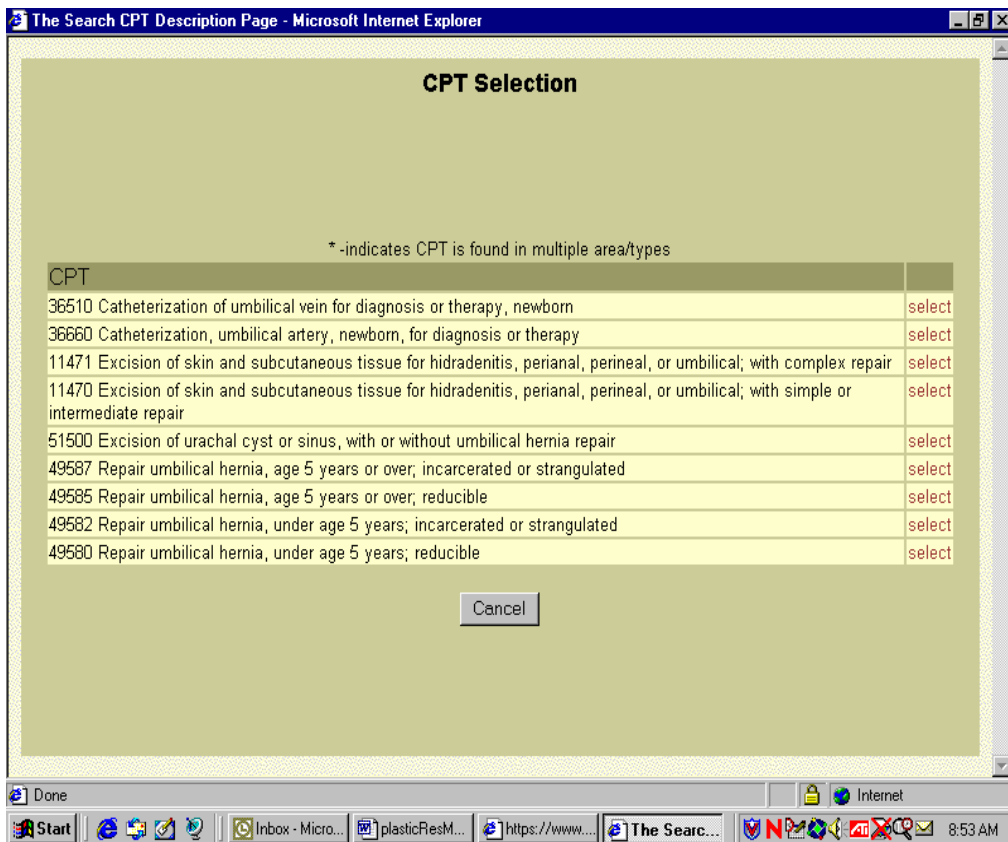 The Search CPT Description Page - Microsoft Internet Explorer
CPT Selection
* -indicates CPT is found in multiple area/types
CPT
36510 Catheterization of umbilical vein for diagnosis or therapy, newborn select
36660 Catheterization, umbilical artery, newborn, for diagnosis or therapy select
11471 Excision of skin and subcutaneous tissue for hidradenitis, perianal, perineal, or umbilical; with complex repair select
11470 Excision of skin and subcutaneous tissue for hidradenitis, perianal, perineal, or umbilical; with simple or select
intermediate repair
51500 Excision of urachal cyst or sinus, with or without umbilical hernia repair select
49587 Repair umbilical hernia, age 5 years or over; incarcerated or strangulated select
49585 Repair umbilical hernia, age 5 years or over; reducible select
49582 Repair umbilical hernia, under age 5 years; incarcerated or strangulated select
49580 Repair umbilical hernia, under age 5 years; reducible select
Cancel
Done Internet
Start Inbox - Micro... plasticResM... https://www.... The Searc... 8:53 AM